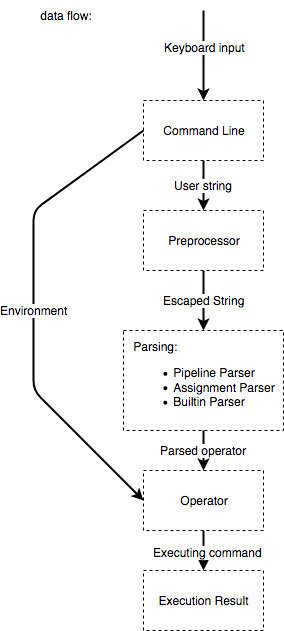 data flow:
Keyboard input
Command Line
User string
Preprocessor
Escaped String
Environment
Parsing:
• Pipeline Parser
• Assignment Parser
• Builtin Parser
Parsed operator
Operator
Executing command
Execution Result